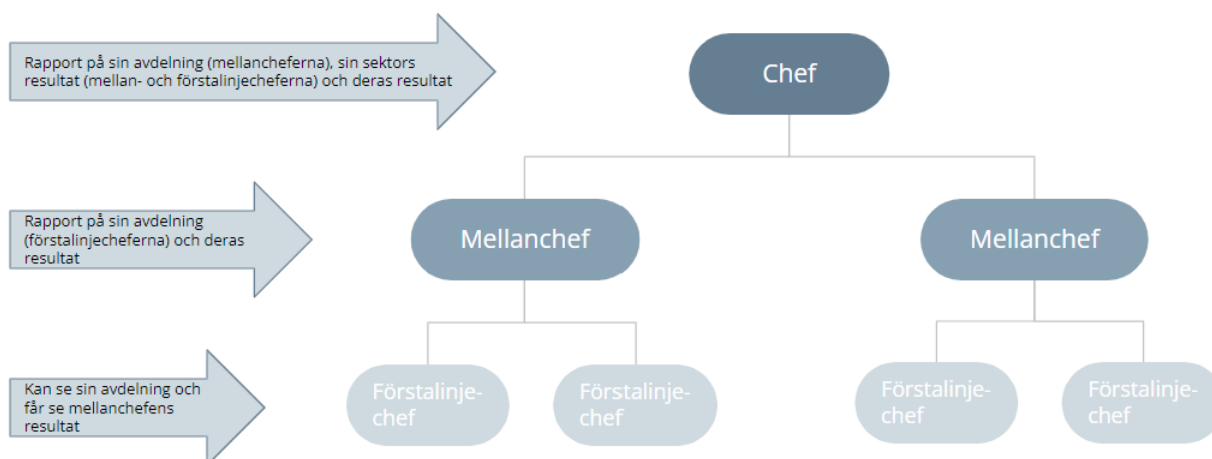 Rapport på sin avdelning (mellancheferna), sin sektors
resultat (mellan- och förstalinjecheferna) och deras resultat
Chef
Rapport på sin avdelning
(förstalinjecheferna) och deras
resultat
Mellanchef
Mellanchef
Kan se sin avdelning och
får se mellanchefens
resultat
Förstalinje-
chef
Förstalinje-
chef
Förstalinje-
chef
Förstalinje-
chef